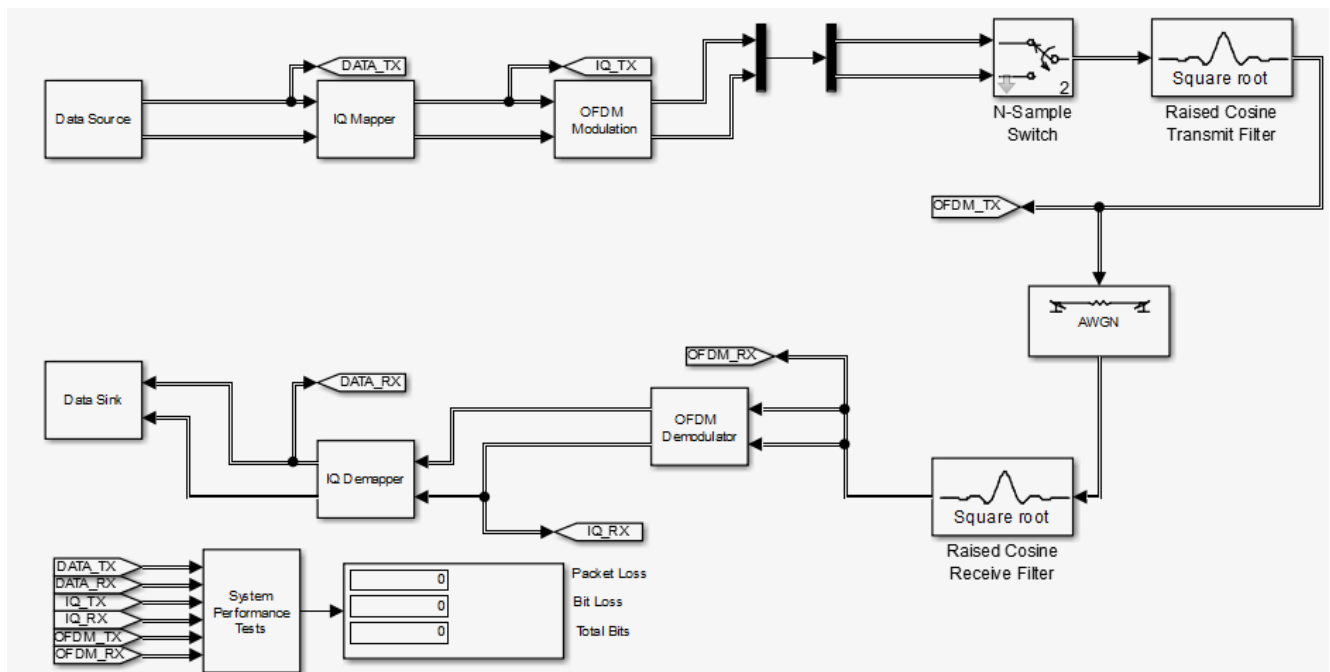 DATA_TX
IQ_TX
Data Source
IQ Mapper
OFDM
Modulation
2
N-Sample
Switch
Square root
Raised Cosine
Transmit Filter
OFDM_TX
AWGN
OFDM_RX
Data Sink
DATA_RX
OFDM
Demodulator
IQ Demapper
IQ_RX
Square root
Raised Cosine
Receive Filter
DATA_TX
DATA_RX
IQ_TX
IQ_RX
OFDM_TX
OFDM_RX
System
Performance
Tests
0
Packet Loss
0
Bit Loss
0
Total Bits